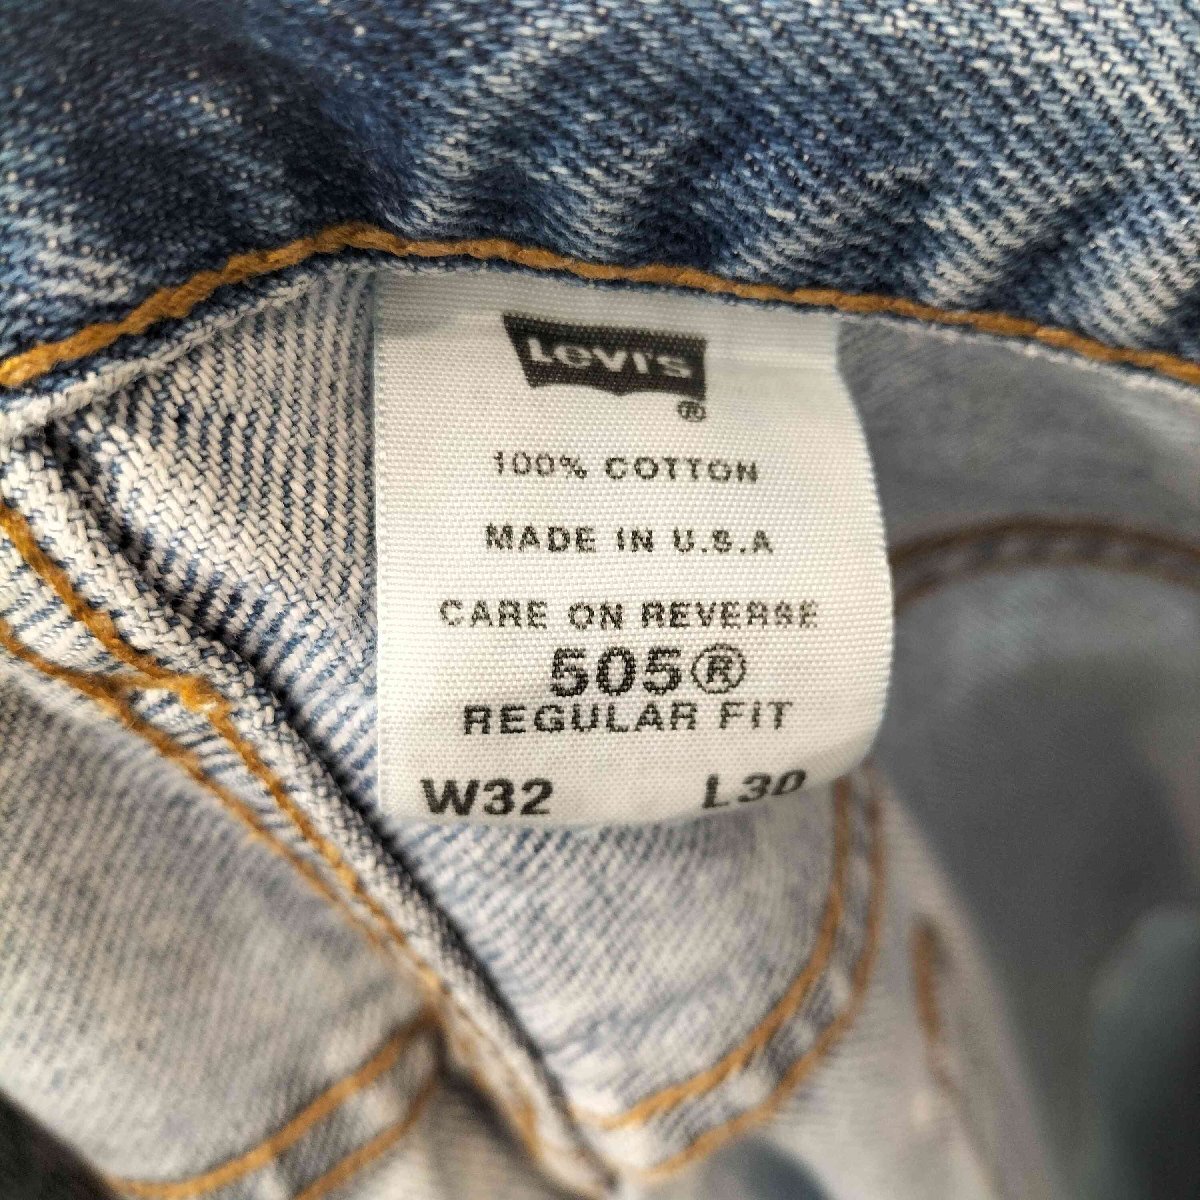 Levi's
®
100% COTTON
MADE IN U.S.A
CARE ON REVERSE
505®
REGULAR FIT
W32 L30